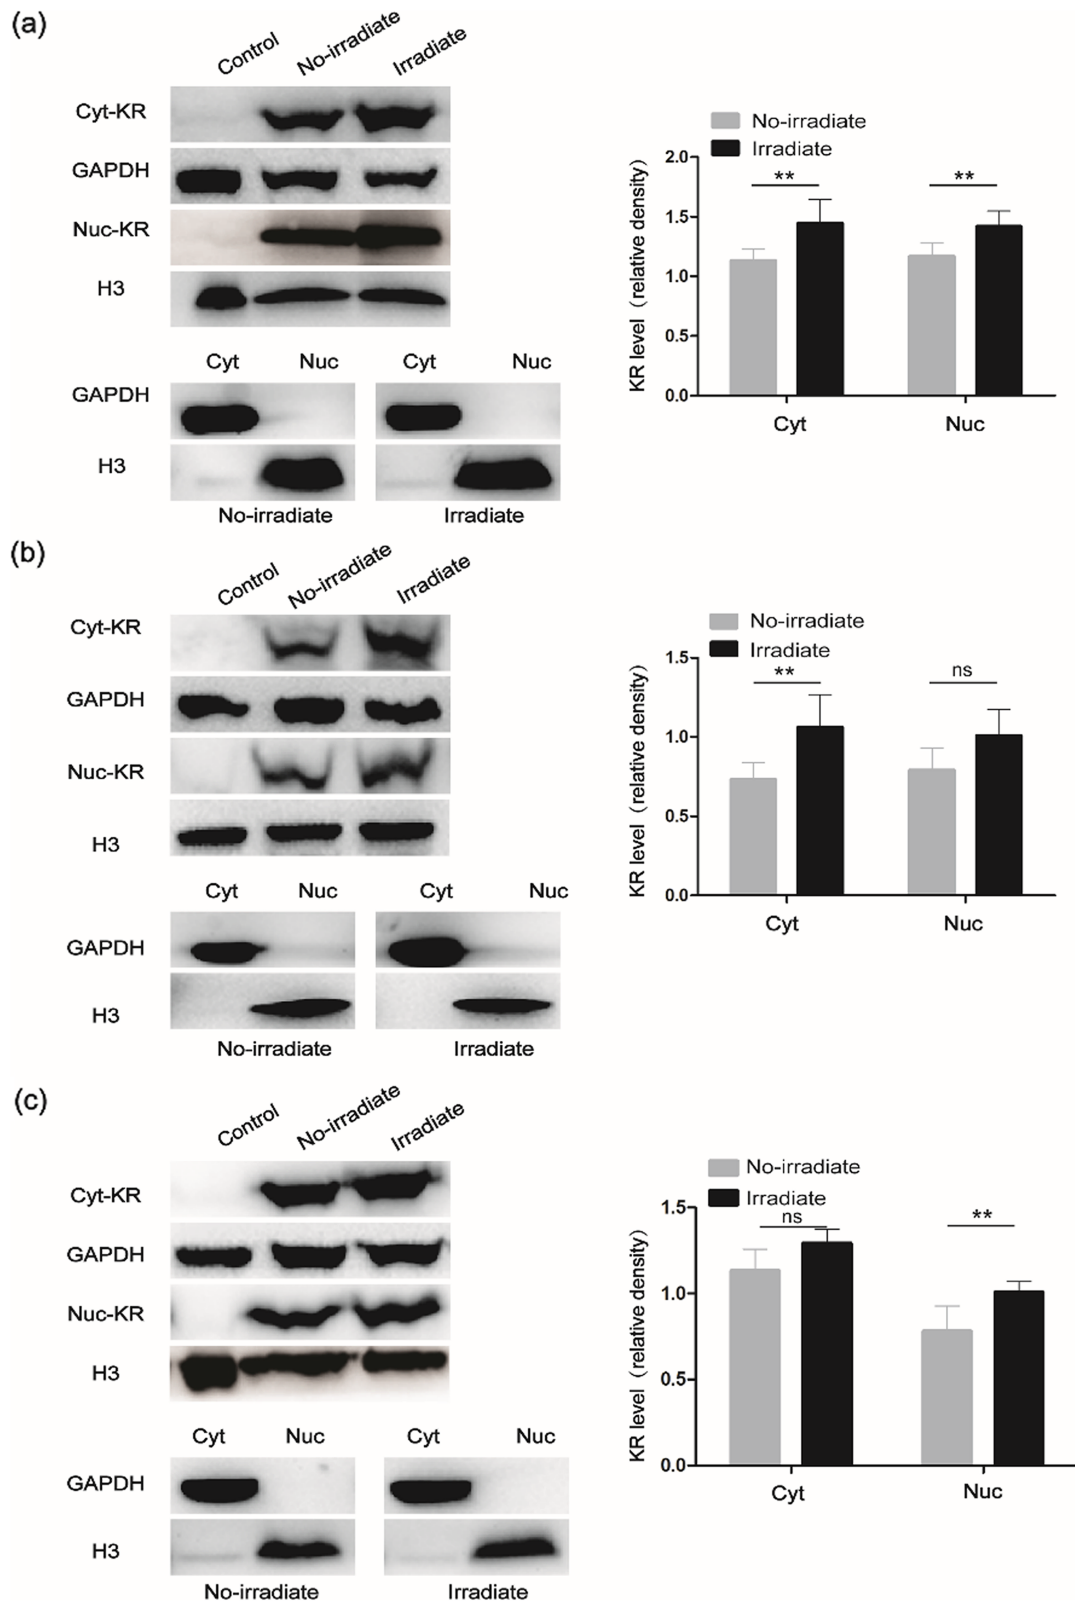 (a)
Control No-irradiate Irradiate
Cyt-KR
GAPDH
Nuc-KR
H3
Cyt Nuc Cyt Nuc
GAPDH
H3
No-irradiate Irradiate
No-irradiate
Irradiate
KR level (relative density)
2.0
1.5
1.0
0.5
0.0
** **
Cyt Nuc
(b)
Control No-irradiate Irradiate
Cyt-KR
GAPDH
Nuc-KR
H3
Cyt Nuc Cyt Nuc
GAPDH
H3
No-irradiate Irradiate
No-irradiate
Irradiate
KR level (relative density)
1.5
1.0
0.5
0.0
** ns
Cyt Nuc
(c)
Control No-irradiate Irradiate
Cyt-KR
GAPDH
Nuc-KR
H3
Cyt Nuc Cyt Nuc
GAPDH
H3
No-irradiate Irradiate
No-irradiate
Irradiate
KR level (relative density)
1.5
1.0
0.5
0.0
ns **
Cyt Nuc